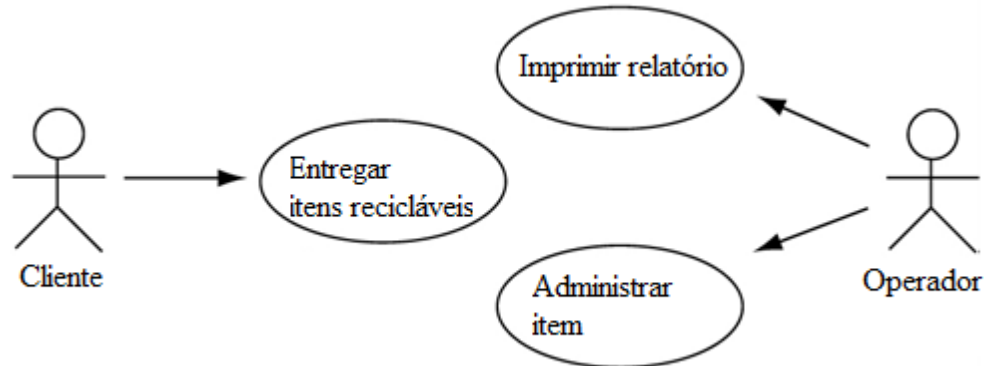 Imprimir relatório
Entregar
itens recicláveis
Cliente
Administrar
item
Operador